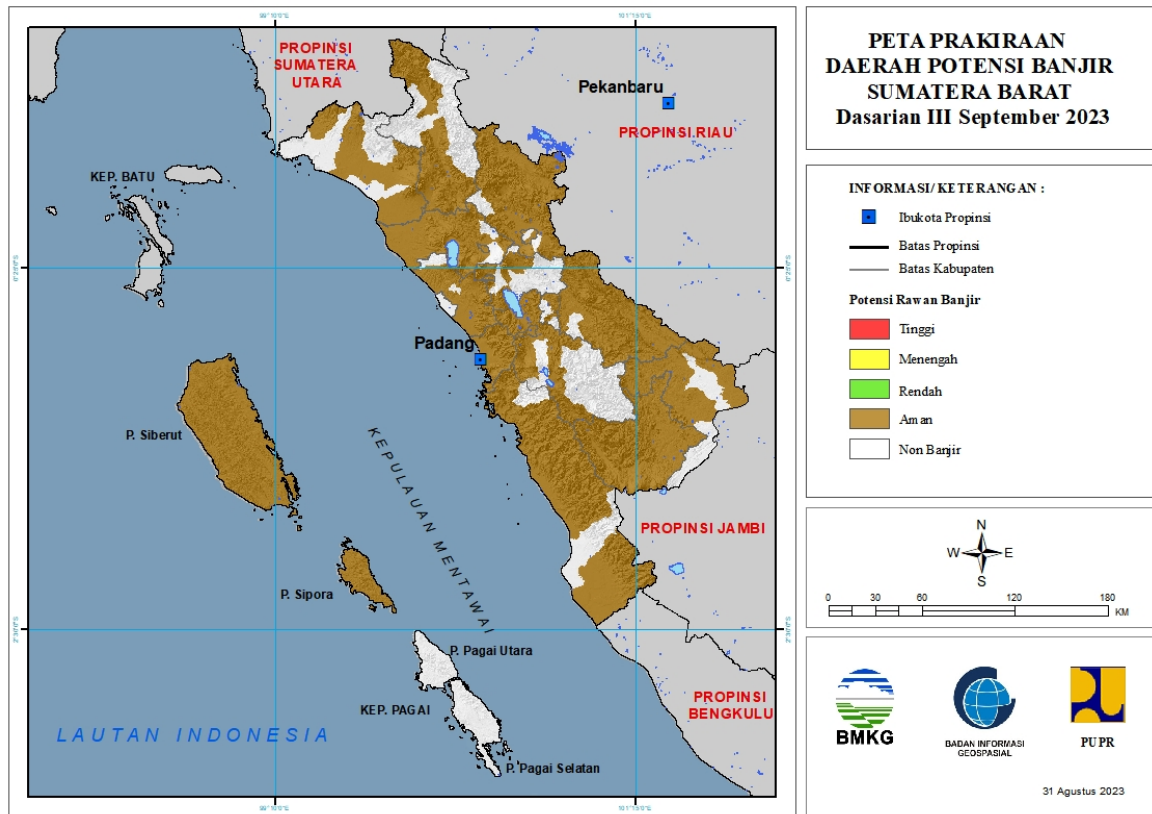 PETA PRAKIRAAN
DAERAH POTENSI BANJIR
SUMATERA BARAT
Dasarian III September 2023
INFORMASI/ KETERANGAN :
Ibukota Propinsi
Batas Propinsi
Batas Kabupaten
Potensi Rawan Banjir
Tinggi
Menengah
Rendah
Aman
Non Banjir
N
W E
S
0 30 60 120 180
KM
BMKG
BADAN INFORMASI
GEOSPASIAL
PUPR
31 Agustus 2023
PROPINSI
SUMATERA
UTARA
Pekanbaru
PROPINSI RIAU
KEP. BATU
Padang
P. Siberut
KEPULAUAN MENTAWAI
PROPINSI JAMBI
P. Sipora
P. Pagai Utara
KEP. PAGAI
PROPINSI
BENGKULU
LAUTAN INDONESIA
P. Pagai Selatan